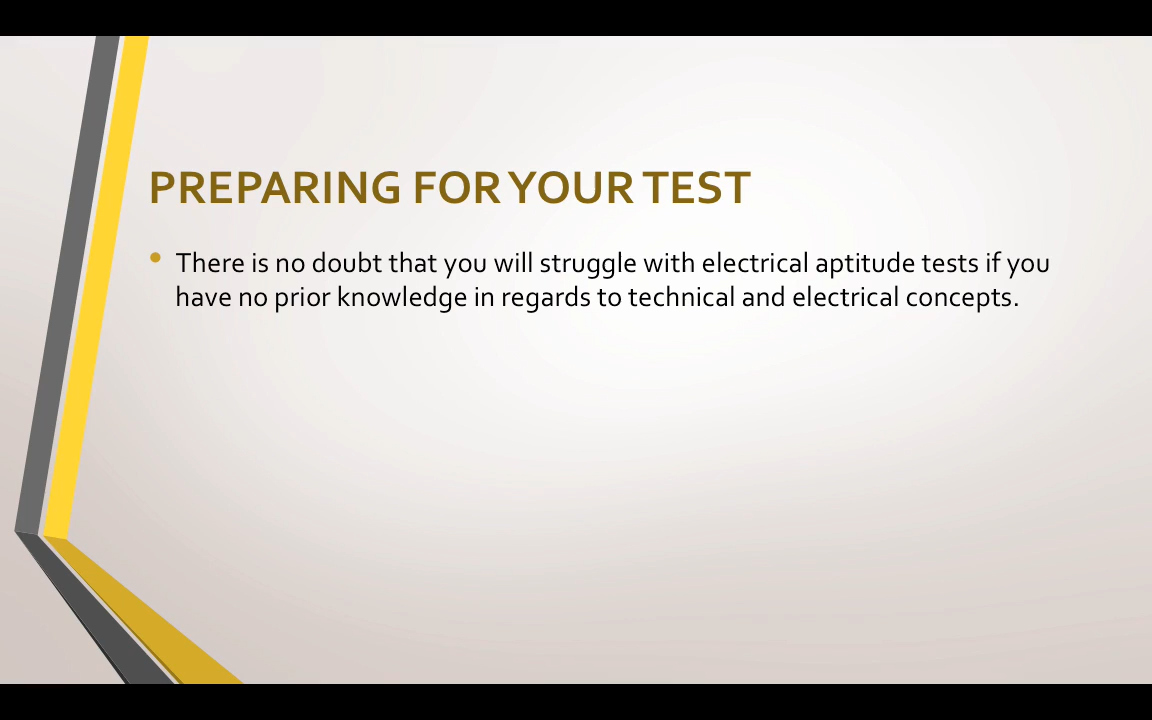 PREPARING FOR YOUR TEST
• There is no doubt that you will struggle with electrical aptitude tests if you
have no prior knowledge in regards to technical and electrical concepts.